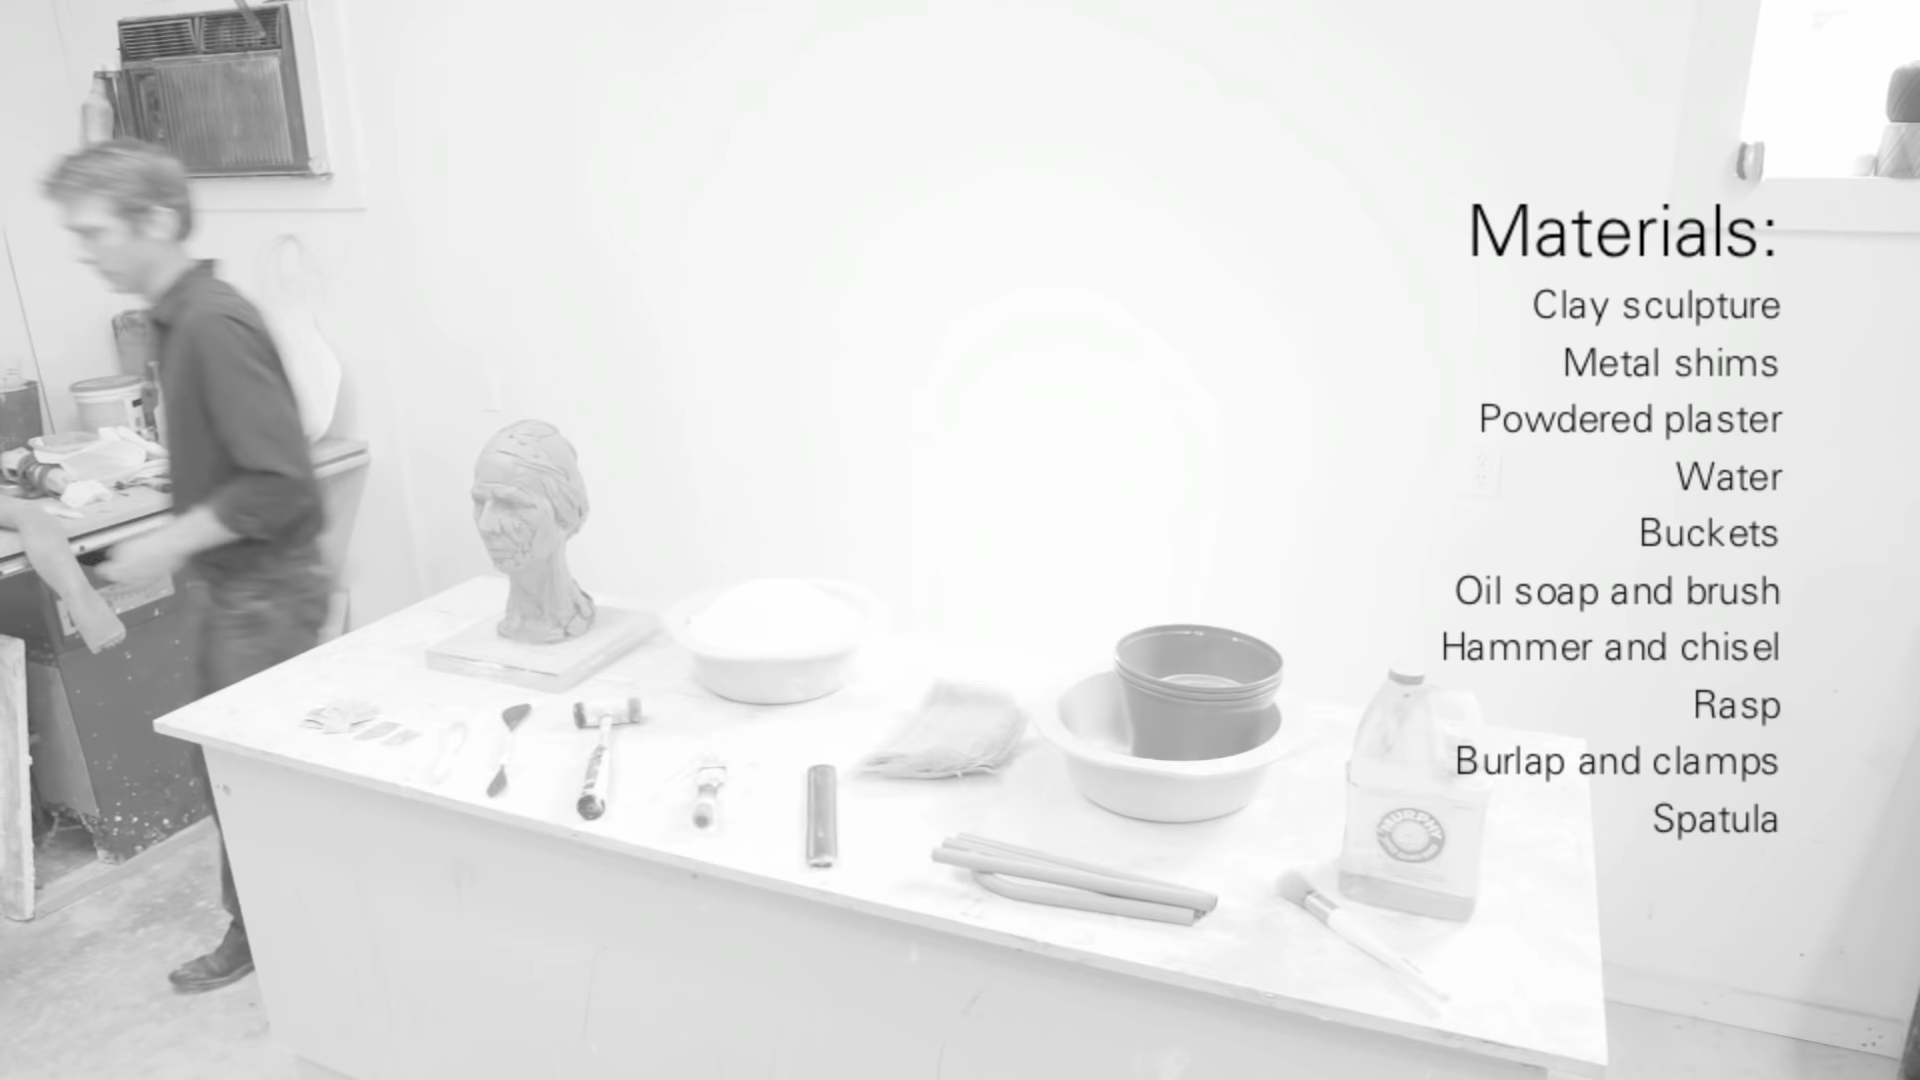 Materials:
Clay sculpture
Metal shims
Powdered plaster
Water
Buckets
Oil soap and brush
Hammer and chisel
Rasp
Burlap and clamps
Spatula
MURPHY